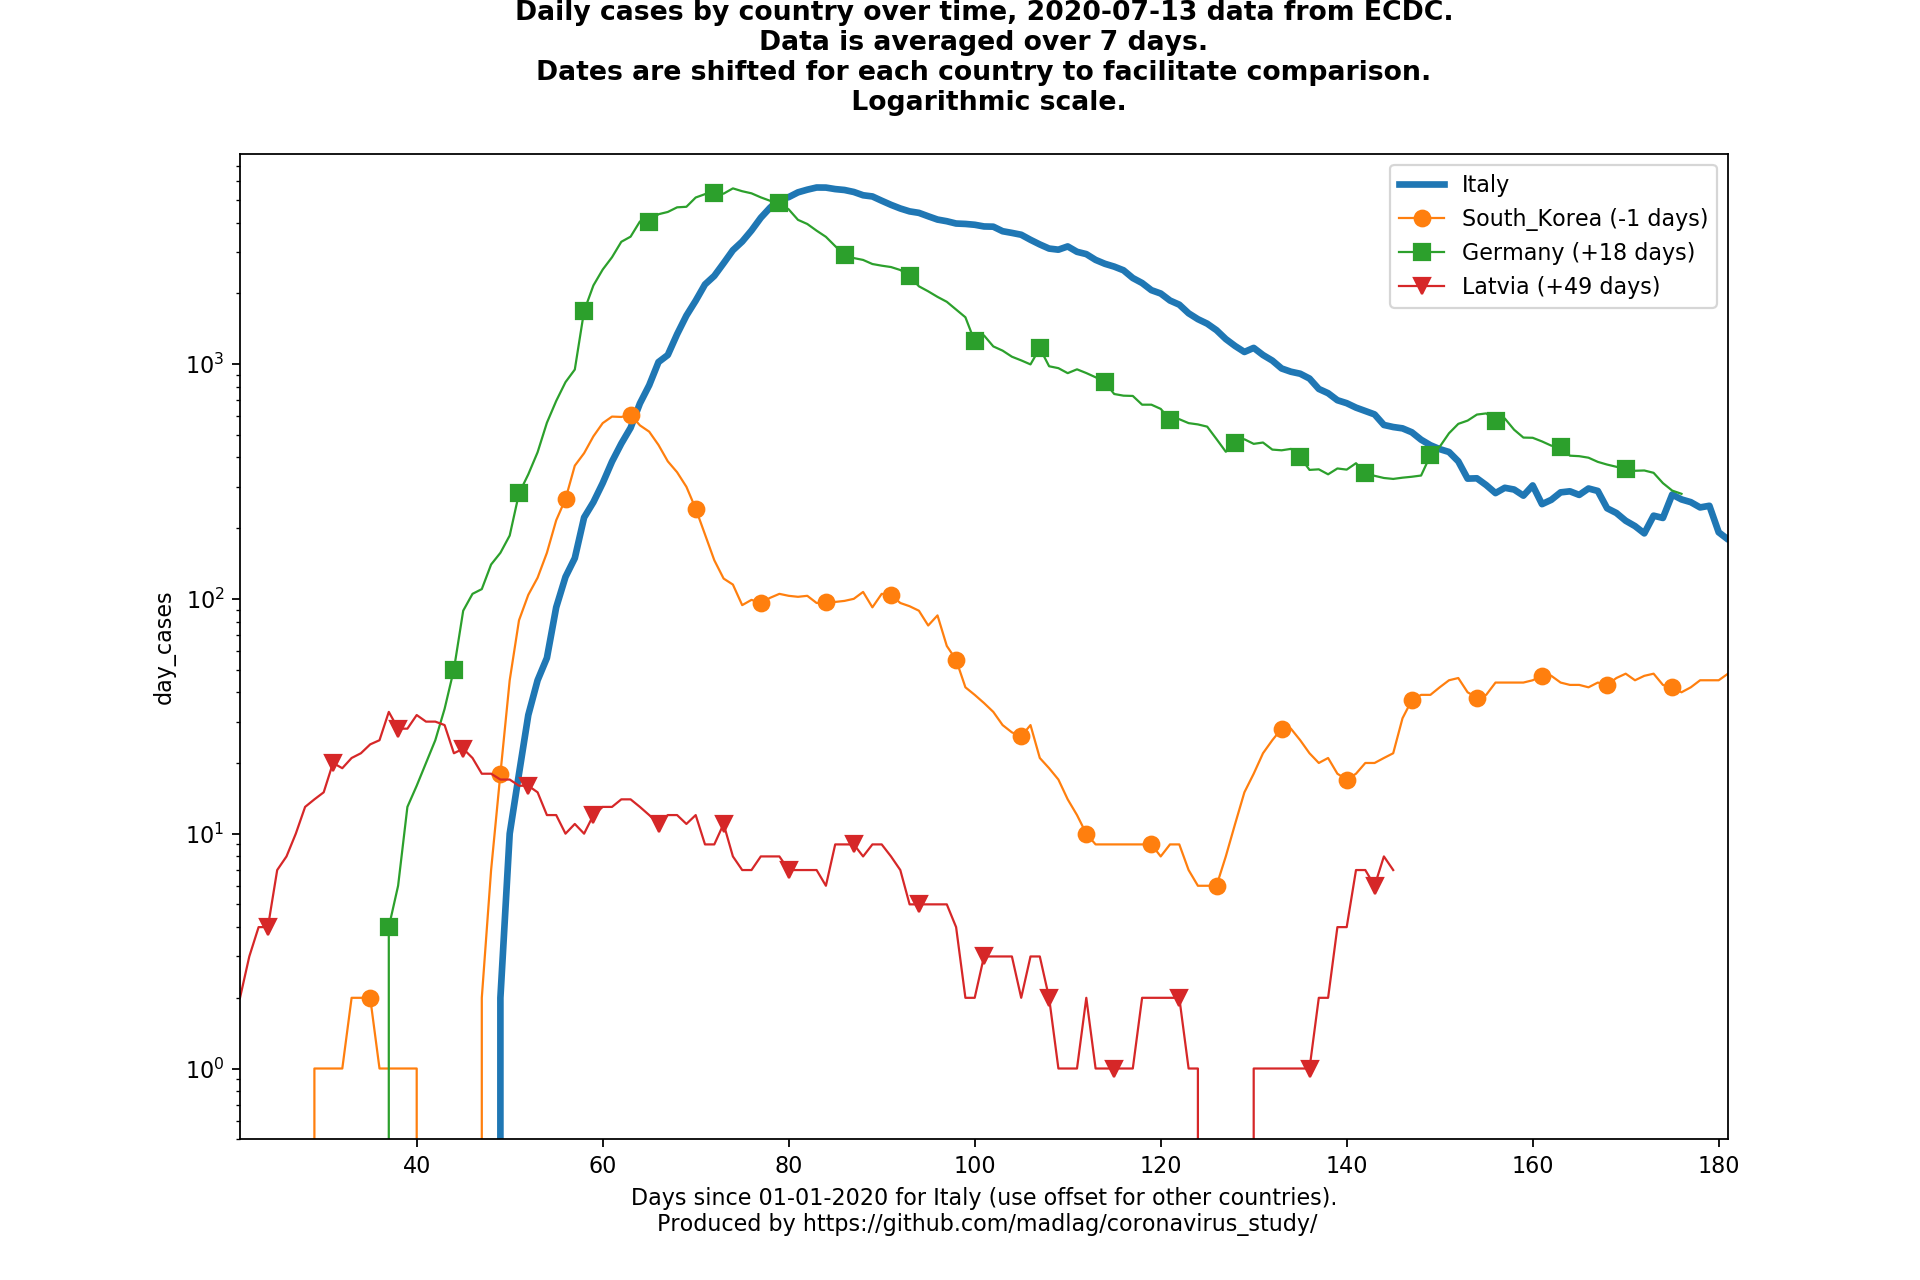 Daily cases by country over time, 2020-07-13 data from ECDC.
Data is averaged over 7 days.
Dates are shifted for each country to facilitate comparison.
Logarithmic scale.
Italy
South_Korea (-1 days)
Germany (+18 days)
Latvia (+49 days)
10³
10²
10¹
10⁰
day_cases
40 60 80 100 120 140 160 180
Days since 01-01-2020 for Italy (use offset for other countries).
Produced by https://github.com/madlag/coronavirus_study/